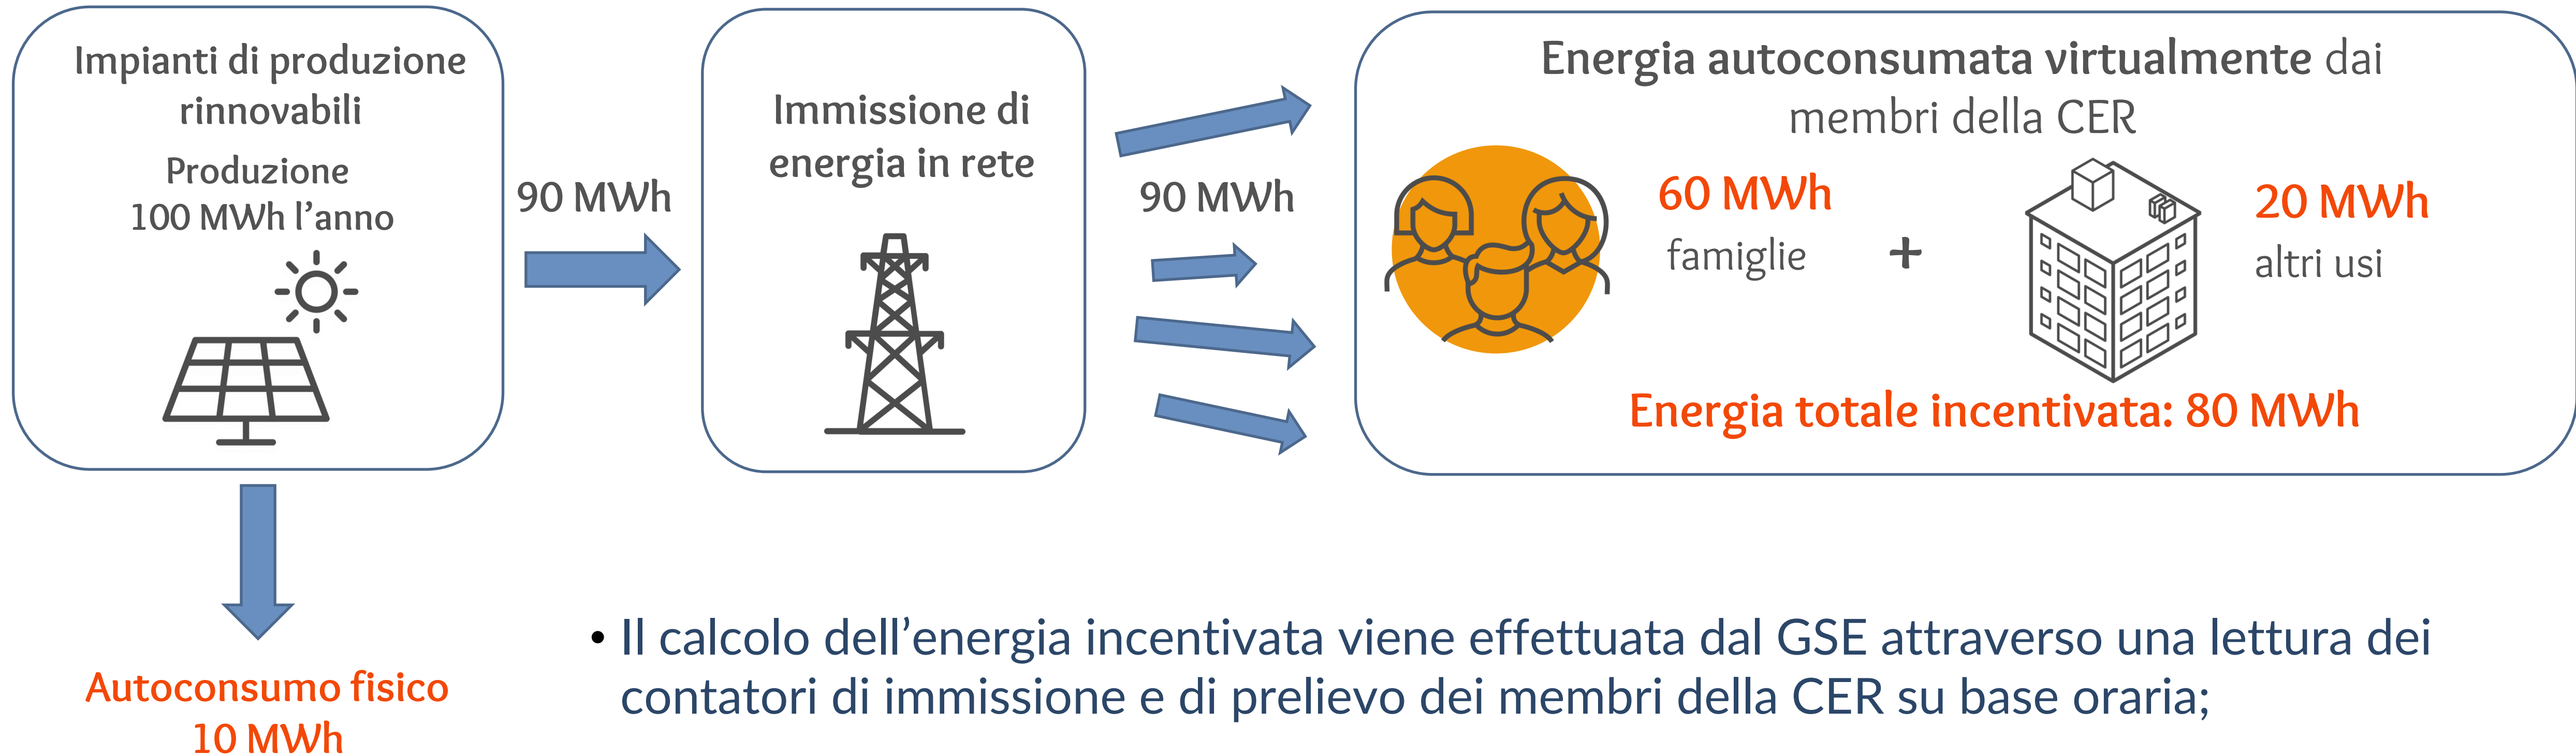 Impianti di produzione
rinnovabili
Produzione
100 MWh l’anno
90 MWh
Immissione di
energia in rete
90 MWh
Energia autoconsumata virtualmente dai
membri della CER
60 MWh
famiglie
+
20 MWh
altri usi
Energia totale incentivata: 80 MWh
Autoconsumo fisico
10 MWh
• Il calcolo dell’energia incentivata viene effettuata dal GSE attraverso una lettura dei
contatori di immissione e di prelievo dei membri della CER su base oraria;